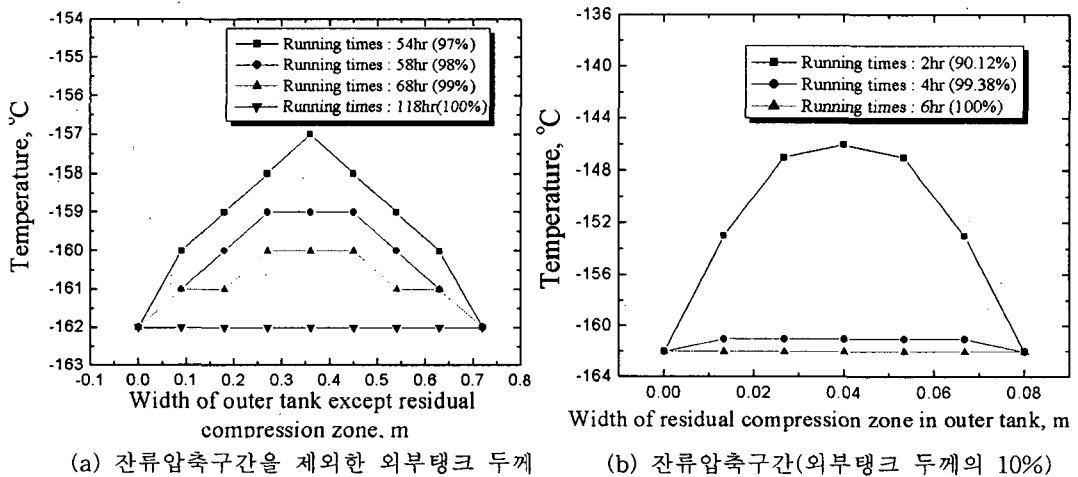 -154
-155
-156
-157
-158
-159
-160
-161
-162
-163
Temperature, °C
Running times : 54hr (97%)
Running times : 58hr (98%)
Running times : 68hr (99%)
Running times : 118hr(100%)
-0.1 0.0 0.1 0.2 0.3 0.4 0.5 0.6 0.7 0.8
Width of outer tank except residual
compression zone, m
(a) 잔류압축구간을 제외한 외부탱크 두께
-136
-140
-144
-148
-152
-156
-160
-164
Temperature, °C
Running times : 2hr (90.12%)
Running times : 4hr (99.38%)
Running times : 6hr (100%)
0.00 0.02 0.04 0.06 0.08
Width of residual compression zone in outer tank, m
(b) 잔류압축구간(외부탱크 두께의 10%)